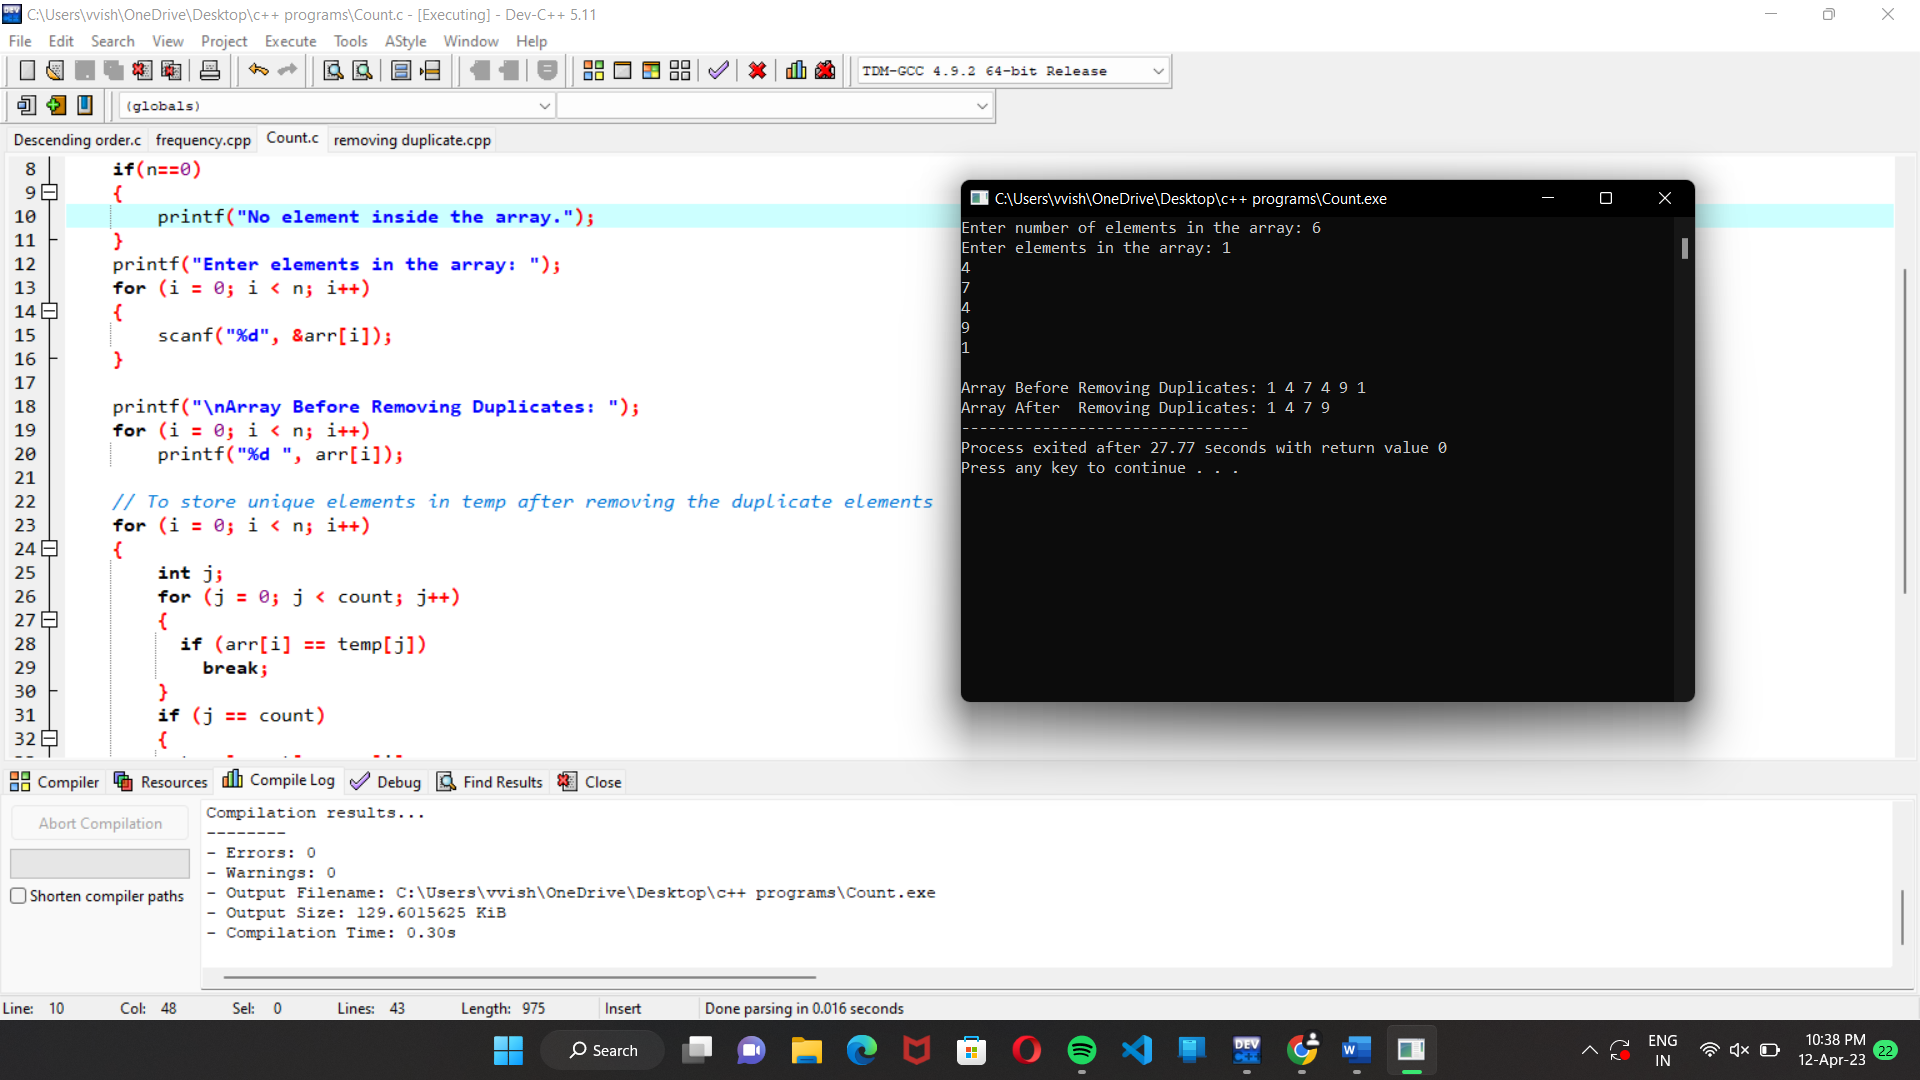 C:\Users\vvish\OneDrive\Desktop\c++ programs\Count.c - [Executing] - Dev-C++ 5.11
File Edit Search View Project Execute Tools AStyle Window Help
TDM-GCC 4.9.2 64-bit Release
(globals)
Descending order.c frequency.cpp Count.c removing duplicate.cpp
8 if(n==0)
9 {
10 printf("No element inside the array.");
11 }
12 printf("Enter elements in the array: ");
13 for (i = 0; i < n; i++)
14 {
15 scanf("%d", &arr[i]);
16 }
17
18 printf("\nArray Before Removing Duplicates: ");
19 for (i = 0; i < n; i++)
20 printf("%d ", arr[i]);
21
22 // To store unique elements in temp after removing the duplicate elements
23 for (i = 0; i < n; i++)
24 {
25 int j;
26 for (j = 0; j < count; j++)
27 {
28 if (arr[i] == temp[j])
29 break;
30 }
31 if (j == count)
32 {
C:\Users\vvish\OneDrive\Desktop\c++ programs\Count.exe
Enter number of elements in the array: 6
Enter elements in the array: 1
4
7
4
9
1
Array Before Removing Duplicates: 1 4 7 4 9 1
Array After  Removing Duplicates: 1 4 7 9
--------------------------------
Process exited after 27.77 seconds with return value 0
Press any key to continue . . .
Compiler Resources Compile Log Debug Find Results Close
Abort Compilation
Shorten compiler paths
Compilation results...
--------
- Errors: 0
- Warnings: 0
- Output Filename: C:\Users\vvish\OneDrive\Desktop\c++ programs\Count.exe
- Output Size: 129.6015625 KiB
- Compilation Time: 0.30s
Line: 10 Col: 48 Sel: 0 Lines: 43 Length: 975 Insert Done parsing in 0.016 seconds
Search
DEV
ENG
IN
10:38 PM
12-Apr-23
22